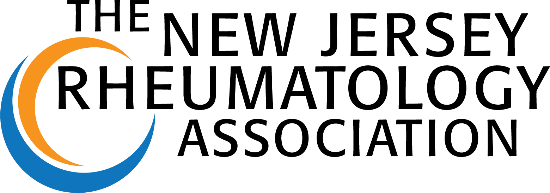 THE
NEW JERSEY
RHEUMATOLOGY
ASSOCIATION